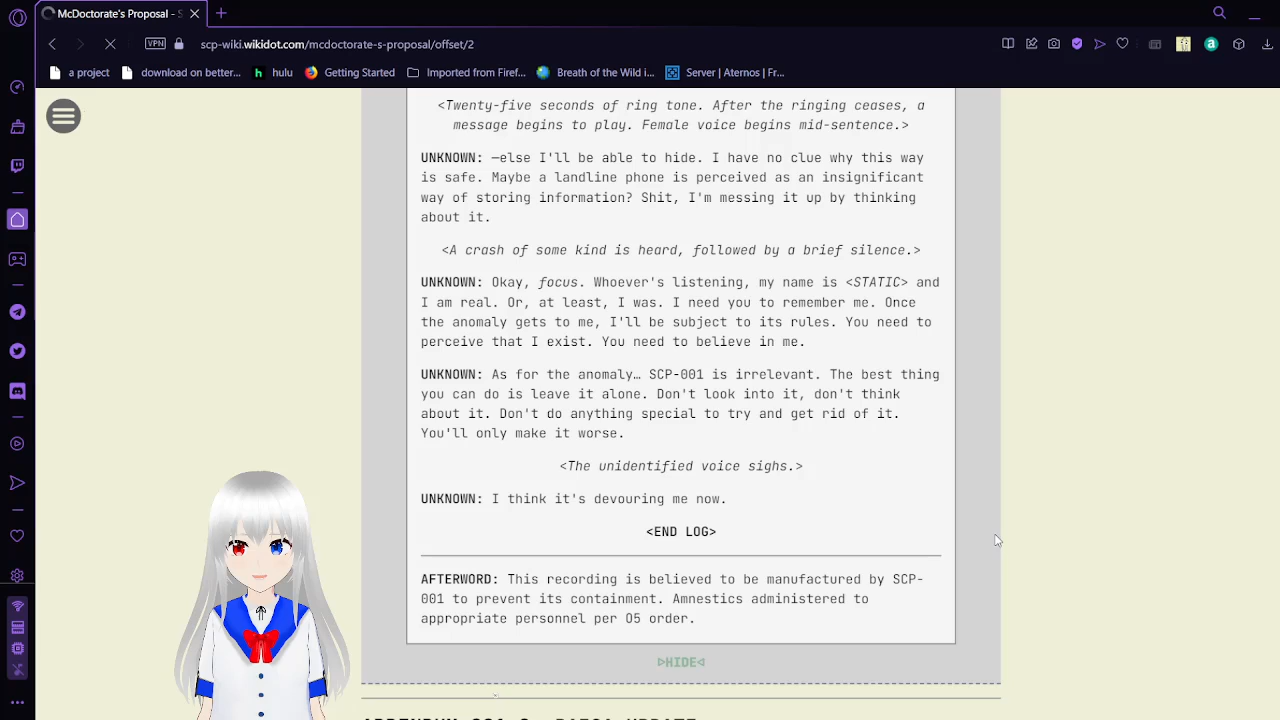 McDoctorate's Proposal - S
scp-wiki.wikidot.com/mcdoctorate-s-proposal/offset/2
VPN
a project
download on better...
hulu
Getting Started
Imported from Firef...
Breath of the Wild i...
Server | Aternos | Fr...
<Twenty-five seconds of ring tone. After the ringing ceases, a
message begins to play. Female voice begins mid-sentence.>
UNKNOWN: —else I'll be able to hide. I have no clue why this way
is safe. Maybe a landline phone is perceived as an insignificant
way of storing information? Shit, I'm messing it up by thinking
about it.
<A crash of some kind is heard, followed by a brief silence.>
UNKNOWN: Okay, focus. Whoever's listening, my name is <STATIC> and
I am real. Or, at least, I was. I need you to remember me. Once
the anomaly gets to me, I'll be subject to its rules. You need to
perceive that I exist. You need to believe in me.
UNKNOWN: As for the anomaly… SCP-001 is irrelevant. The best thing
you can do is leave it alone. Don't look into it, don't think
about it. Don't do anything special to try and get rid of it.
You'll only make it worse.
<The unidentified voice sighs.>
UNKNOWN: I think it's devouring me now.
<END LOG>
AFTERWORD: This recording is believed to be manufactured by SCP-
001 to prevent its containment. Amnestics administered to
appropriate personnel per O5 order.
▷HIDE◁